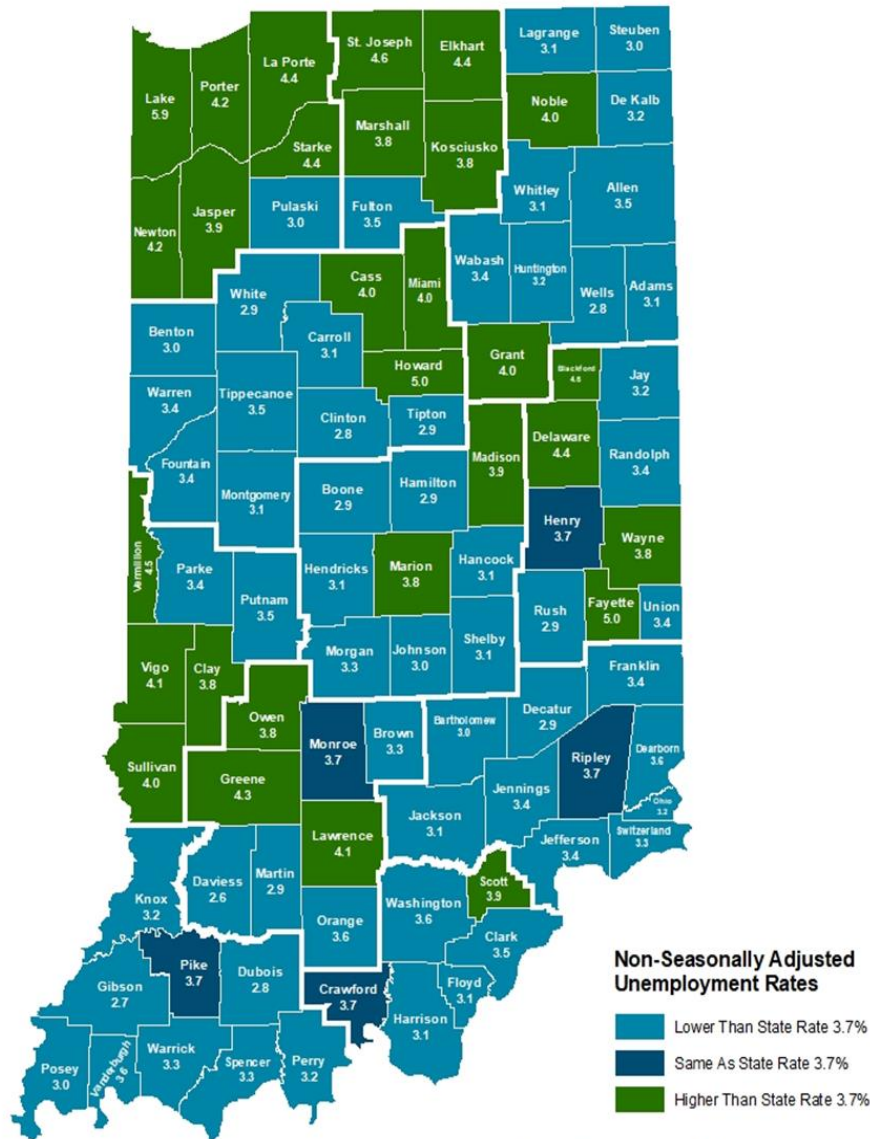 St. Joseph
4.6
Elkhart
4.4
Lagrange
3.1
Steuben
3.0
La Porte
4.4
Porter
4.2
Lake
5.9
Noble
4.0
De Kalb
3.2
Marshall
3.8
Kosciusko
3.8
Starke
4.4
Whitley
3.1
Allen
3.5
Newton
4.2
Jasper
3.9
Pulaski
3.0
Fulton
3.5
Wabash
3.4
Huntington
3.2
Wells
2.8
Adams
3.1
White
2.9
Cass
4.0
Miami
4.0
Benton
3.0
Carroll
3.1
Howard
5.0
Grant
4.0
Blackford
Jay
3.2
Warren
3.4
Tippecanoe
3.5
Clinton
2.8
Tipton
2.9
Madison
3.9
Delaware
4.4
Randolph
3.4
Fountain
3.4
Montgomery
3.1
Boone
2.9
Hamilton
2.9
Henry
3.7
Wayne
3.8
Vermillion
4.5
Parke
3.4
Putnam
3.5
Hendricks
3.1
Marion
3.8
Hancock
3.1
Rush
2.9
Fayette
5.0
Union
3.4
Vigo
4.1
Clay
3.8
Morgan
3.3
Johnson
3.0
Shelby
3.1
Franklin
3.4
Owen
3.8
Monroe
3.7
Brown
3.3
Bartholomew
3.0
Decatur
2.9
Ripley
3.7
Dearborn
3.6
Sullivan
4.0
Greene
4.3
Jennings
3.4
Ohio
3.2
Jackson
3.1
Switzerland
3.3
Lawrence
4.1
Jefferson
3.4
Knox
3.2
Daviess
2.6
Martin
2.9
Orange
3.6
Washington
3.6
Scott
3.9
Clark
3.5
Gibson
2.7
Pike
3.7
Dubois
2.8
Crawford
3.7
Floyd
3.1
Harrison
3.1
Posey
3.0
Vanderburgh
3.6
Warrick
3.3
Spencer
3.3
Perry
3.2
Non-Seasonally Adjusted
Unemployment Rates
Lower Than State Rate 3.7%
Same As State Rate 3.7%
Higher Than State Rate 3.7%